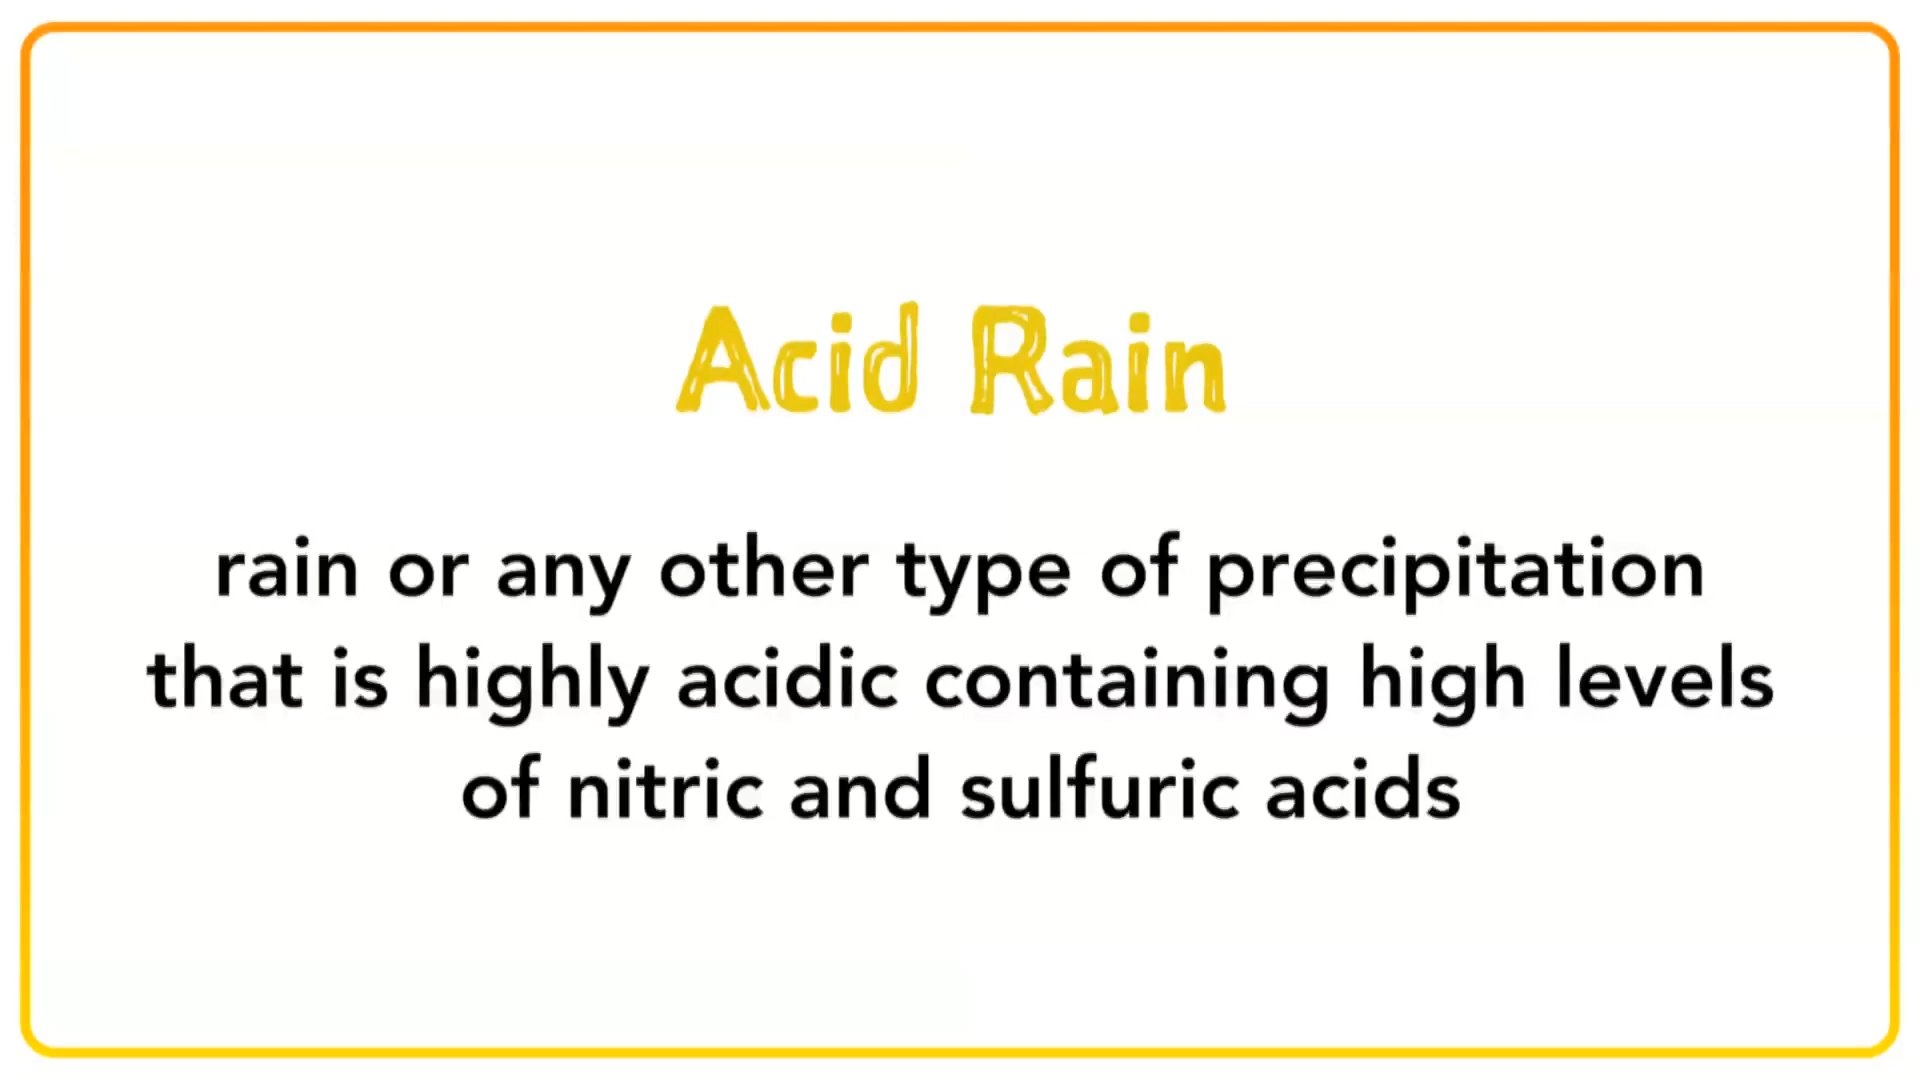 Acid Rain
rain or any other type of precipitation
that is highly acidic containing high levels
of nitric and sulfuric acids